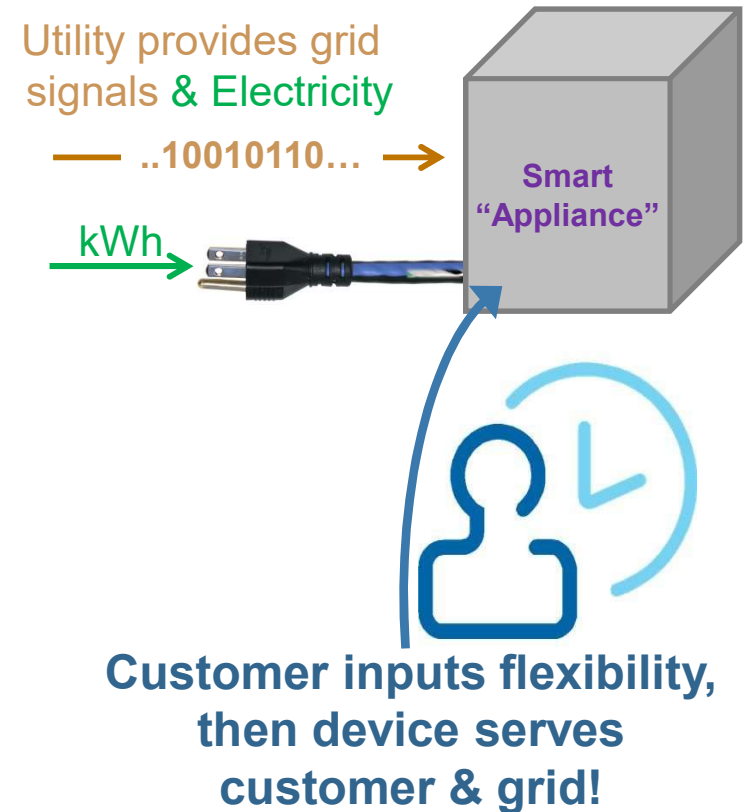 Utility provides grid
signals & Electricity
..10010110…
Smart
“Appliance”
kWh
Customer inputs flexibility,
then device serves
customer & grid!